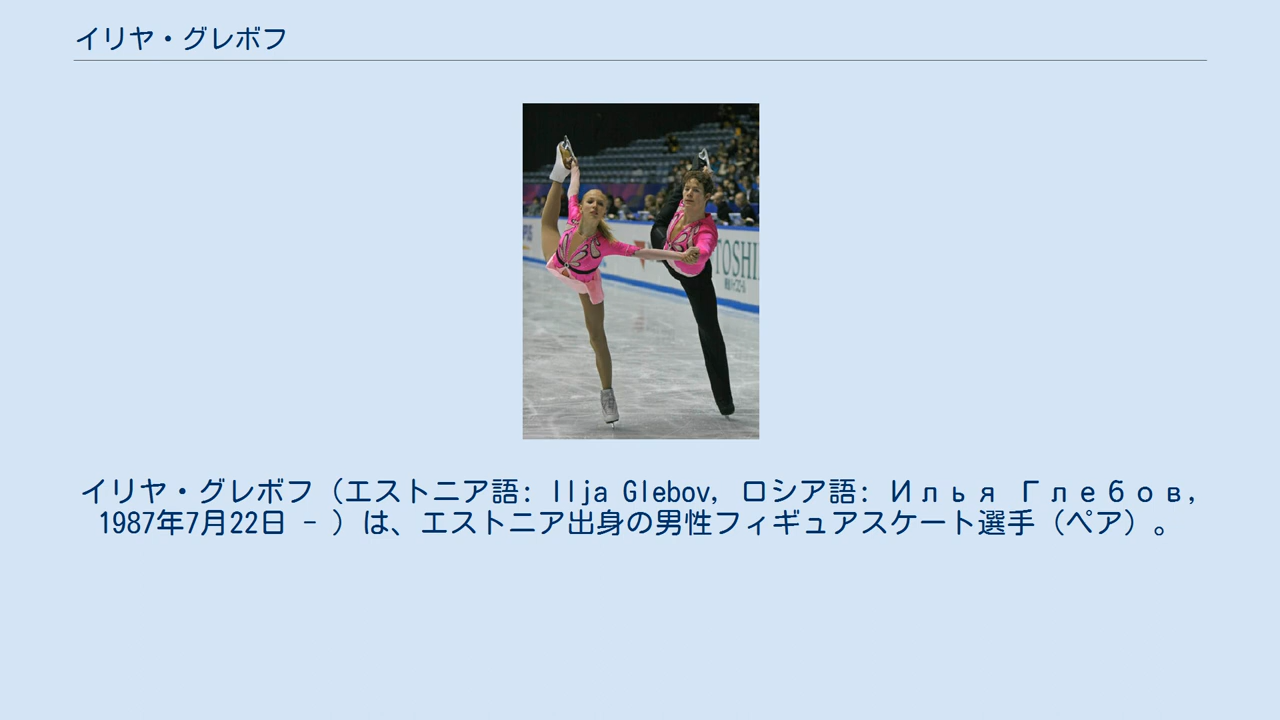 イリヤ・グレボフ
TOSHI
イリヤ・グレボフ（エストニア語: Ilja Glebov, ロシア語: Илья Глебов,
1987年7月22日 - ）は、エストニア出身の男性フィギュアスケート選手（ペア）。